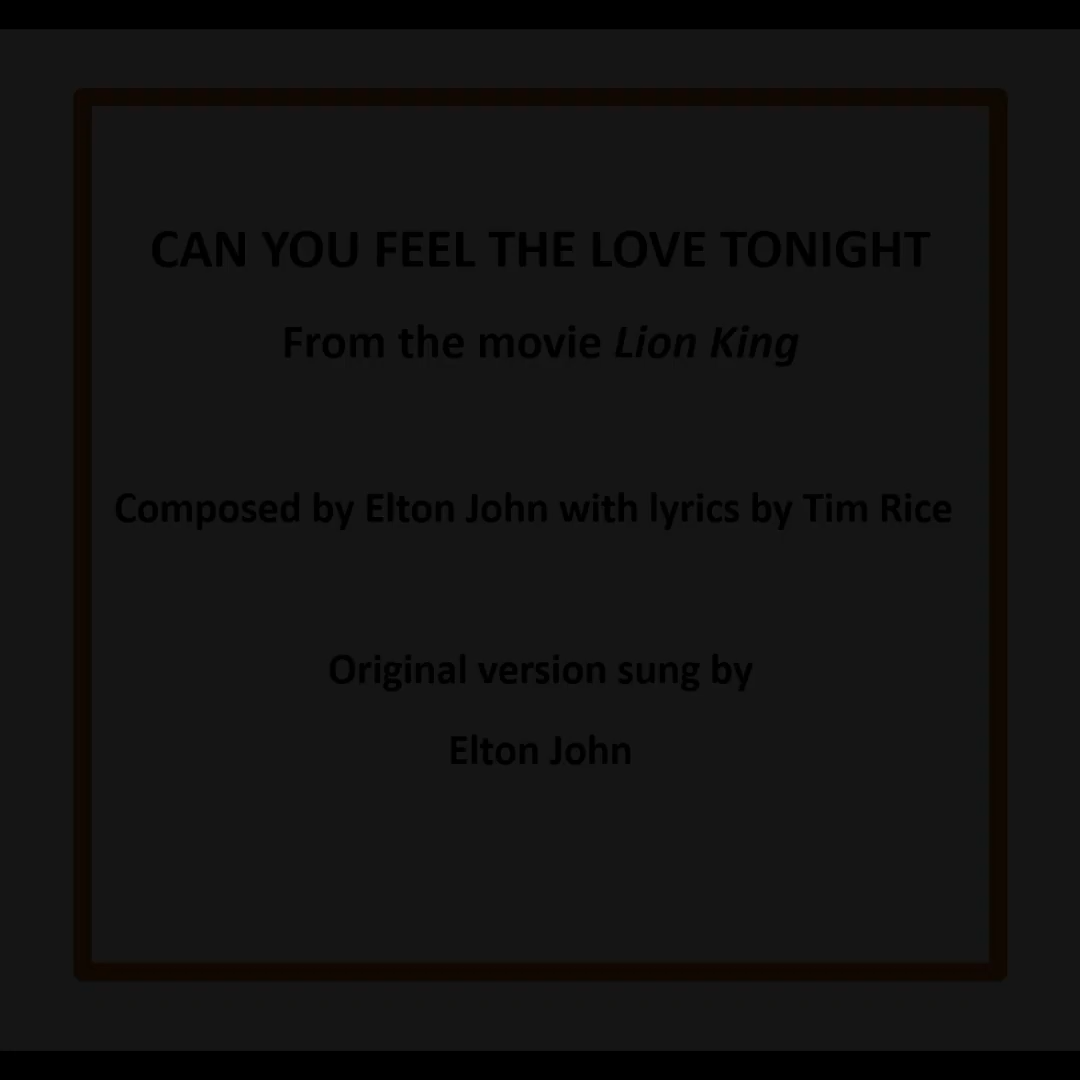 CAN YOU FEEL THE LOVE TONIGHT
From the movie Lion King
Composed by Elton John with lyrics by Tim Rice
Original version sung by
Elton John